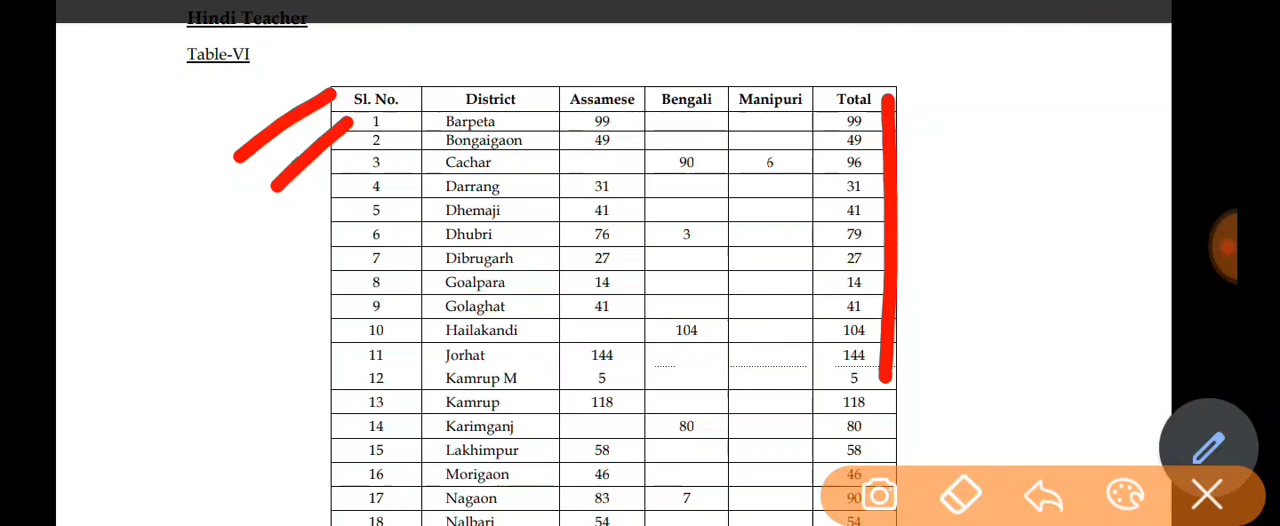 Hindi Teacher
Table-VI
Sl. No. District Assamese Bengali Manipuri Total
1 Barpeta 99 99
2 Bongaigaon 49 49
3 Cachar 90 6 96
4 Darrang 31 31
5 Dhemaji 41 41
6 Dhubri 76 3 79
7 Dibrugarh 27 27
8 Goalpara 14 14
9 Golaghat 41 41
10 Hailakandi 104 104
11 Jorhat 144 144
12 Kamrup M 5 5
13 Kamrup 118 118
14 Karimganj 80 80
15 Lakhimpur 58 58
16 Morigaon 46 46
17 Nagaon 83 7 90
18 Nalbari 54 54